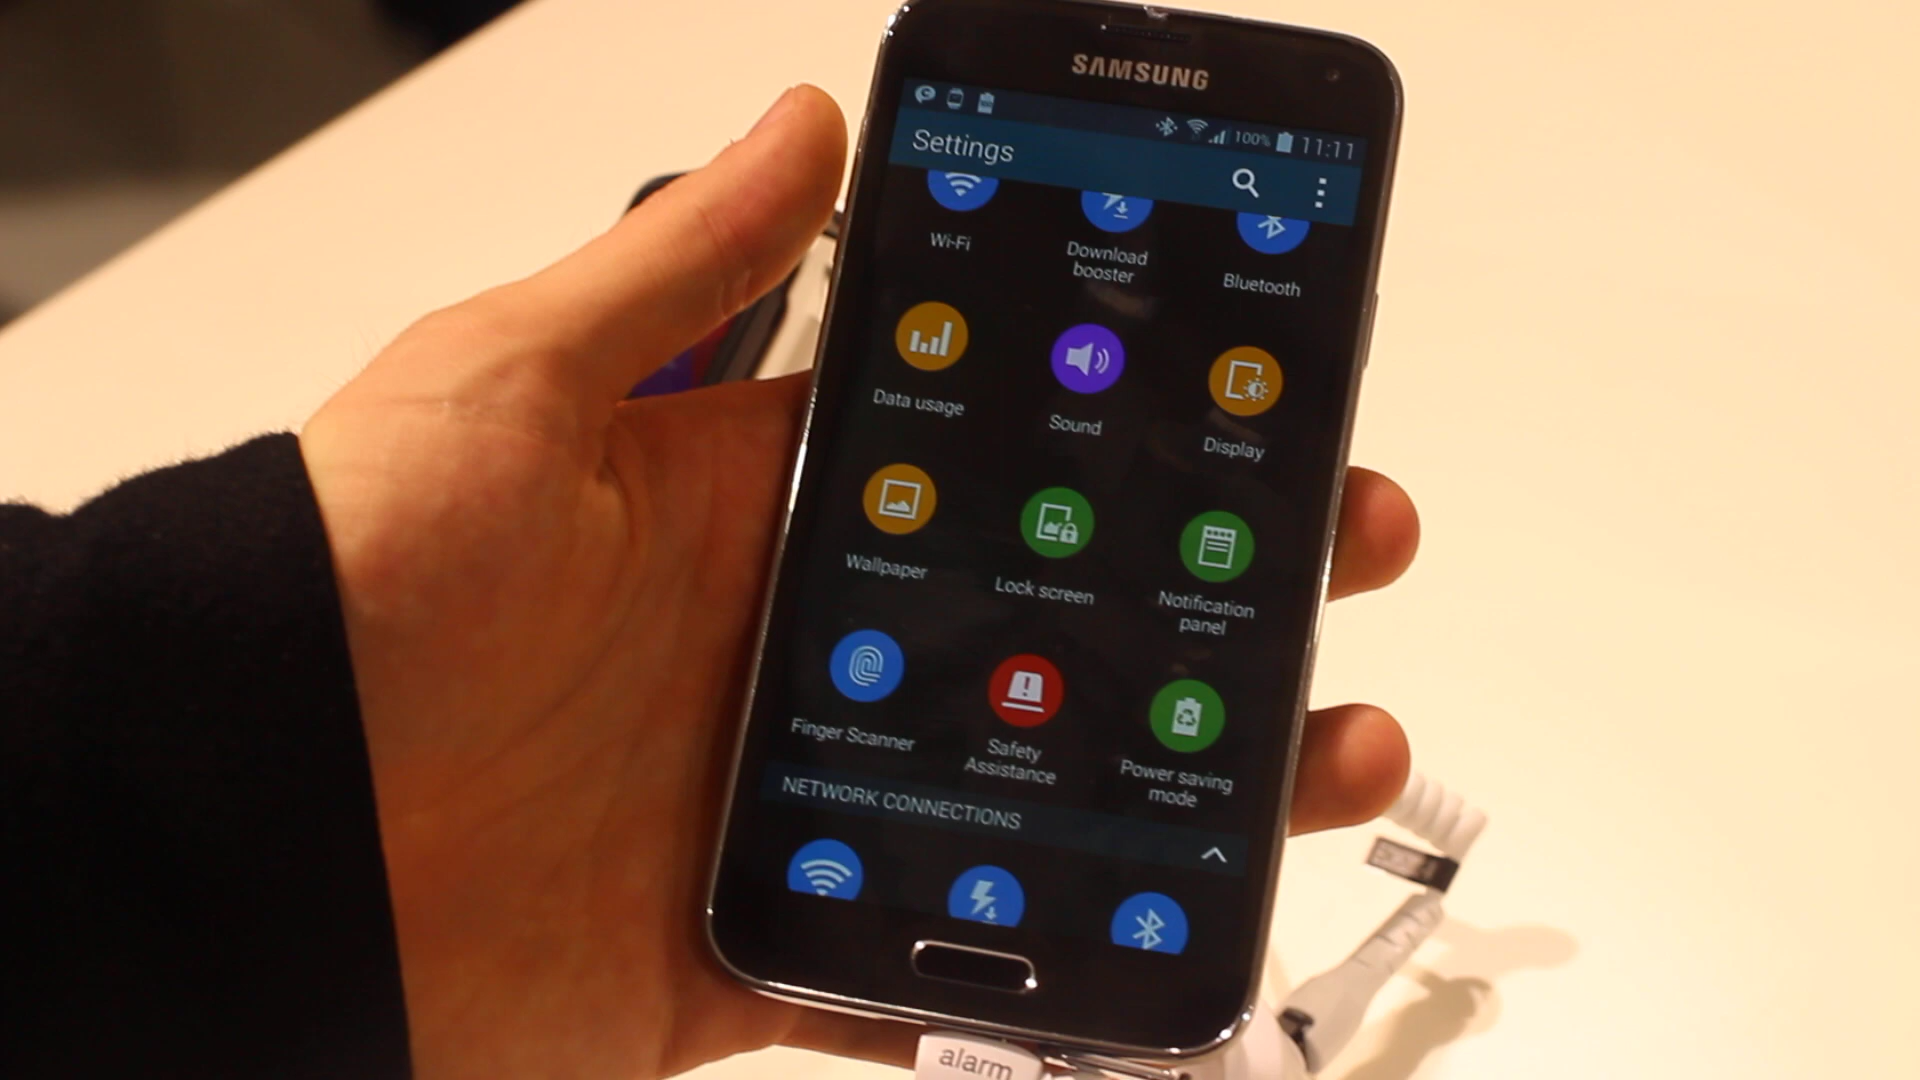 SAMSUNG
100% 11:11
Settings
Wi-Fi
Download
booster
Bluetooth
Data usage
Sound
Display
Wallpaper
Lock screen
Notification
panel
Finger Scanner
Safety
Assistance
Power saving
mode
NETWORK CONNECTIONS
alarm